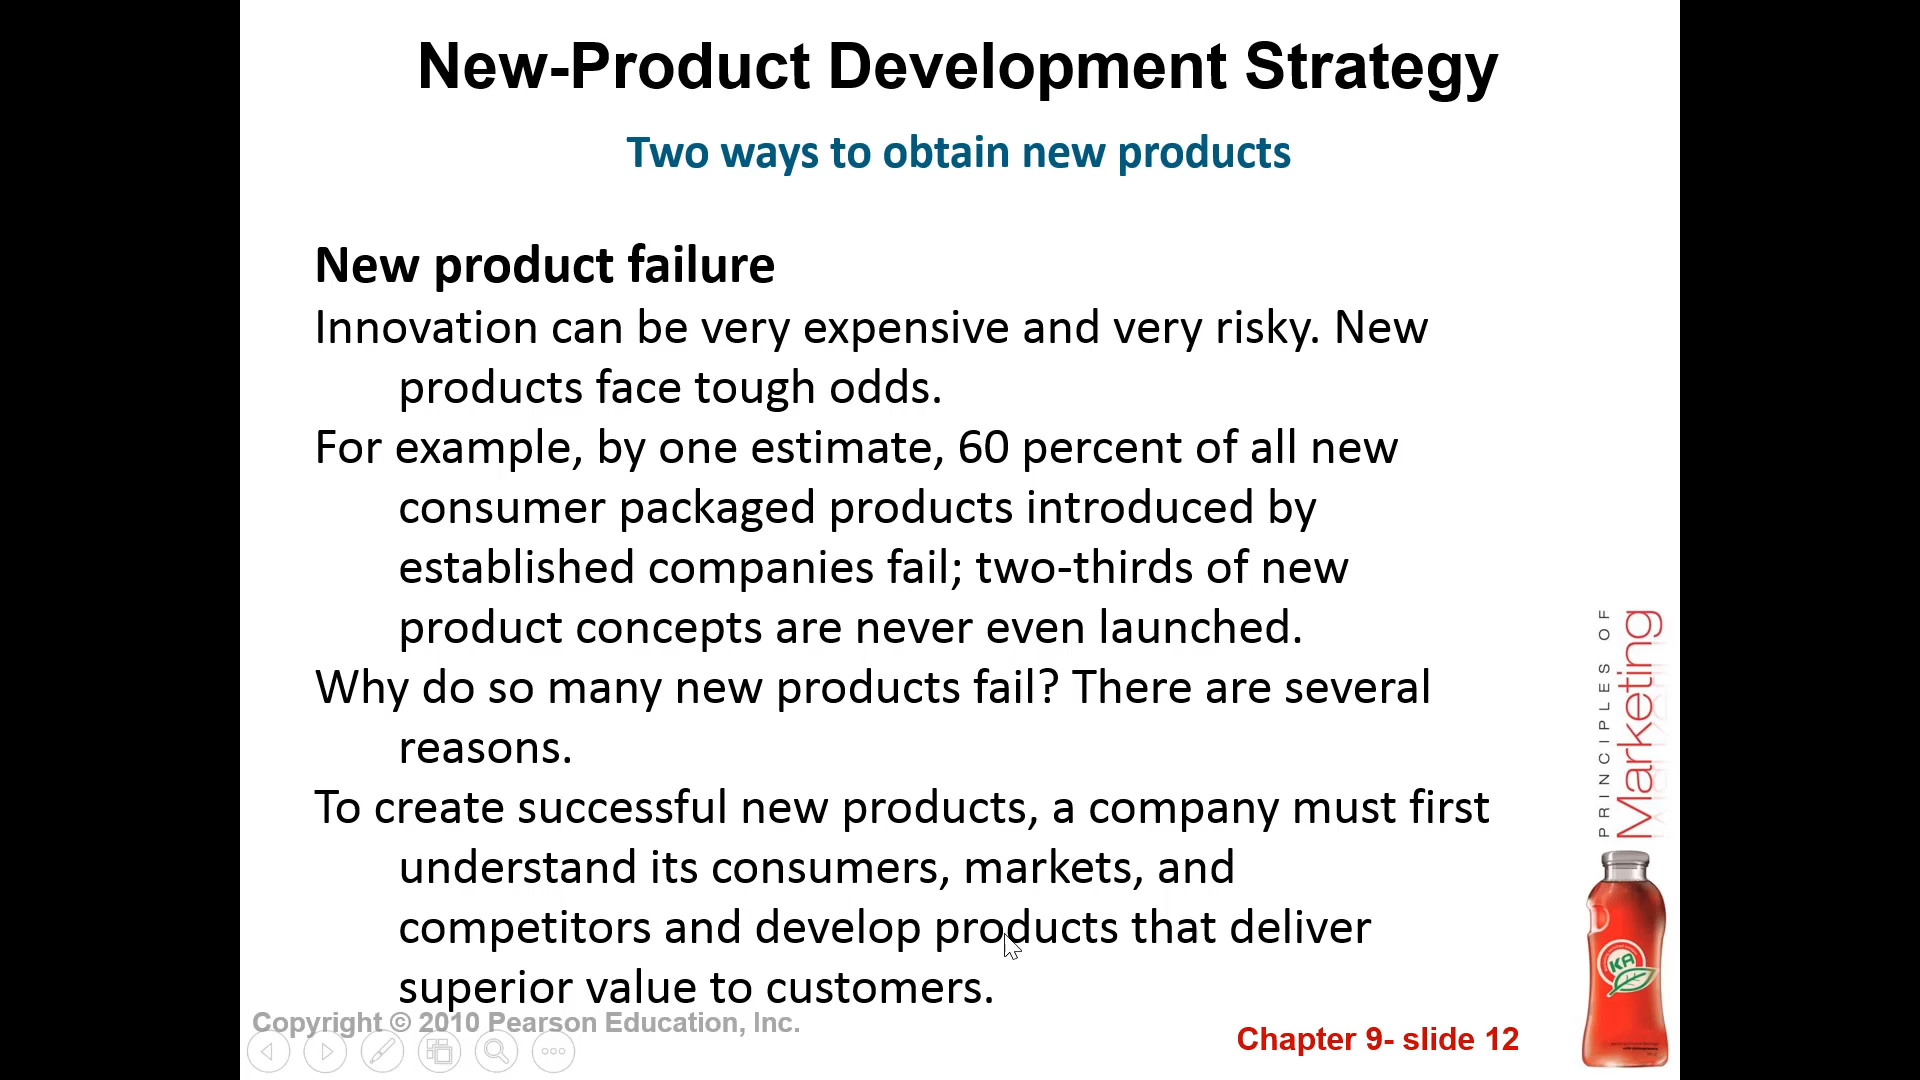 New-Product Development Strategy
Two ways to obtain new products
New product failure
Innovation can be very expensive and very risky. New
products face tough odds.
For example, by one estimate, 60 percent of all new
consumer packaged products introduced by
established companies fail; two-thirds of new
product concepts are never even launched.
Why do so many new products fail? There are several
reasons.
To create successful new products, a company must first
understand its consumers, markets, and
competitors and develop products that deliver
superior value to customers.
Copyright © 2010 Pearson Education, Inc.
Chapter 9- slide 12
PRINCIPLES OF
Marketing
KA